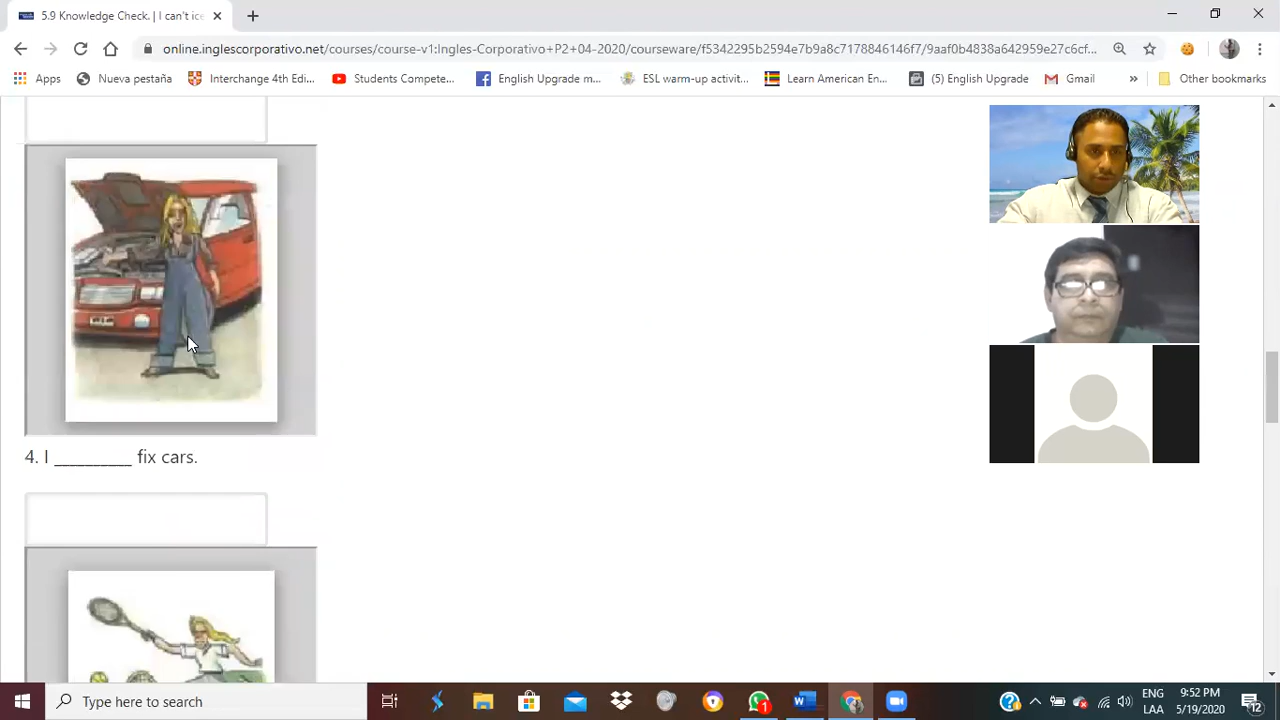 5.9 Knowledge Check. | I can't ice
online.inglescorporativo.net/courses/course-v1:Ingles-Corporativo+P2+04-2020/courseware/f5342295b2594e7b9a8c7178846146f7/9aaf0b4838a642959e27c6cf...
Apps
Nueva pestaña
Interchange 4th Edi...
Students Compete...
English Upgrade m...
ESL warm-up activit...
Learn American En...
(5) English Upgrade
Gmail
»
Other bookmarks
4. I __________ fix cars.
Type here to search
1
ENG
LAA
9:52 PM
5/19/2020
12